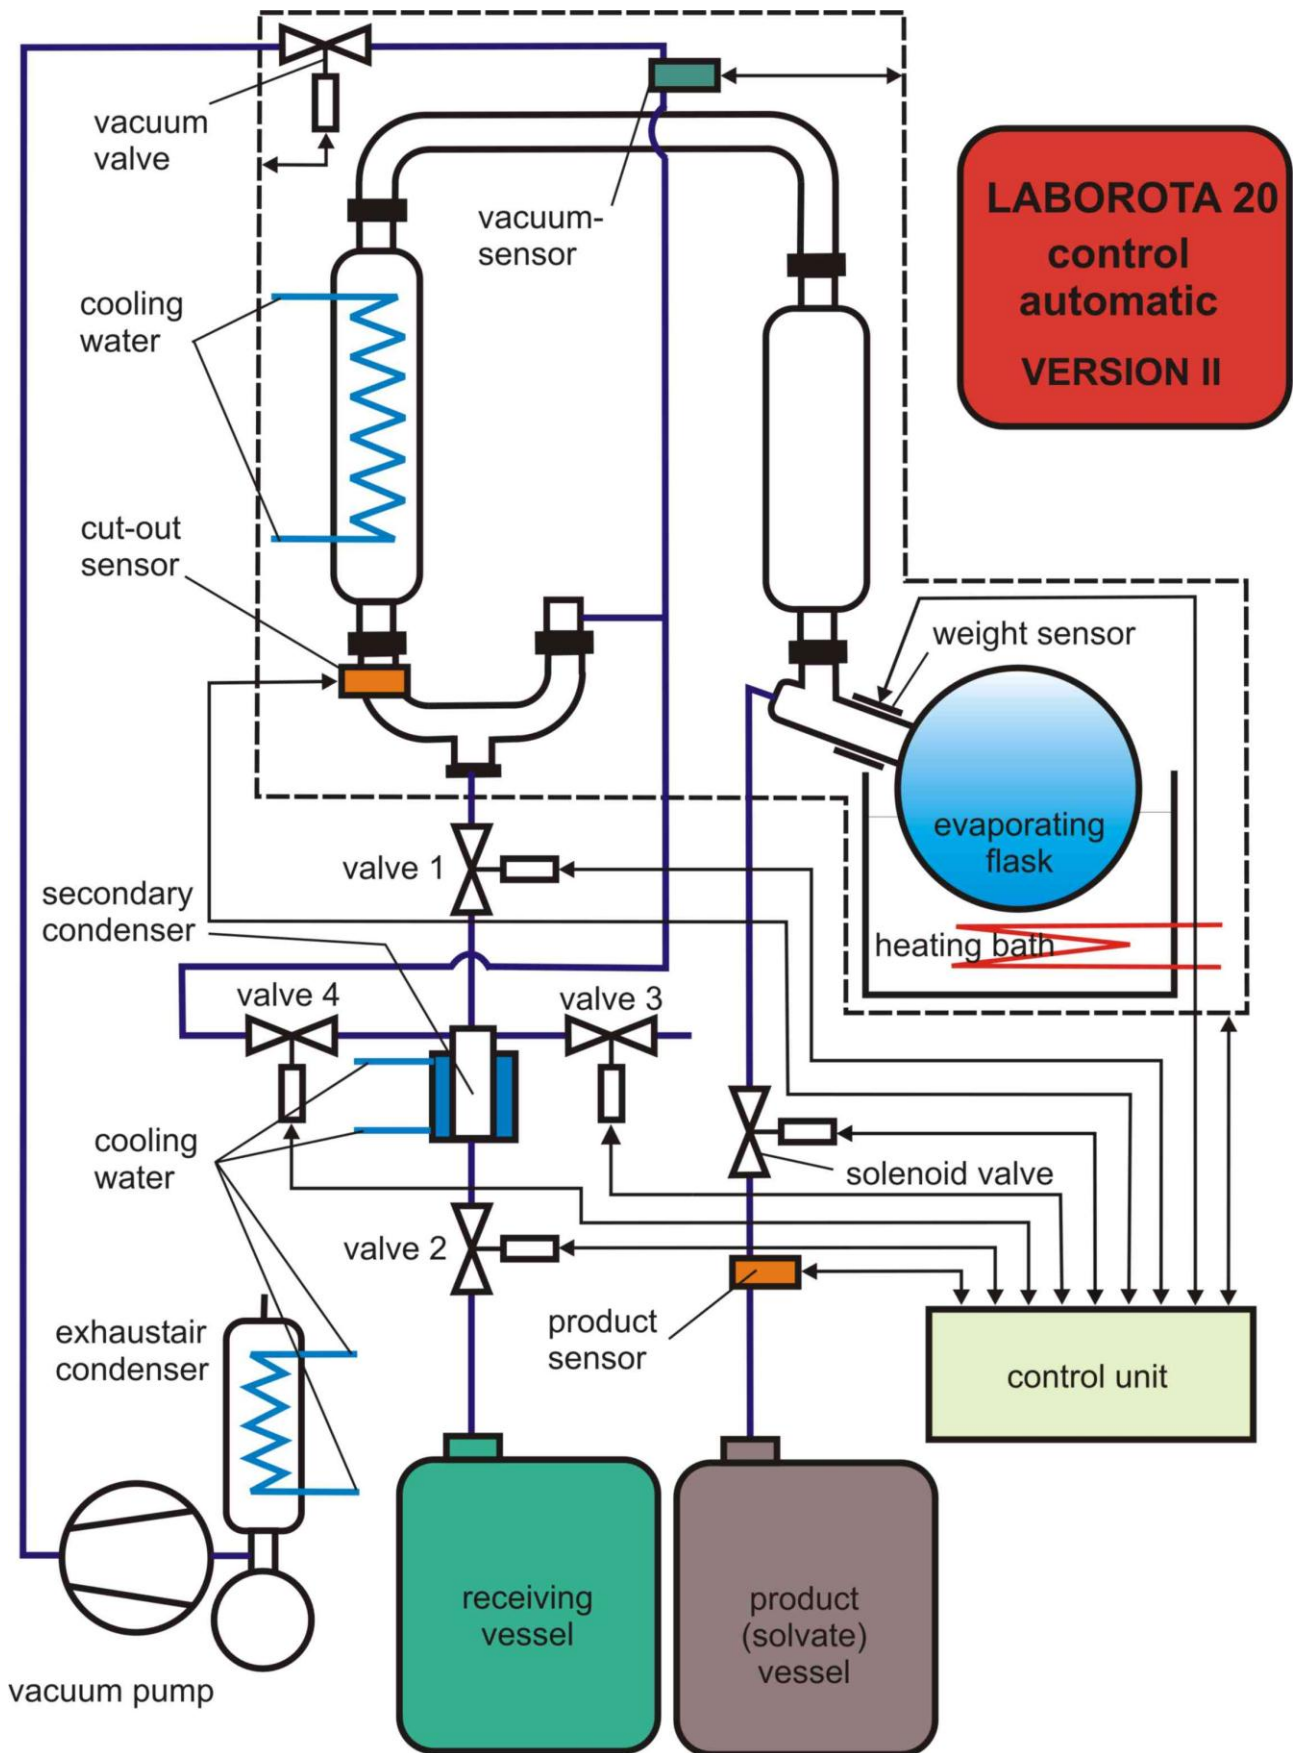 vacuum
valve
vacuum-
sensor
LABOROTA 20
control
automatic
VERSION II
cooling
water
cut-out
sensor
weight sensor
evaporating
flask
heating bath
valve 1
secondary
condenser
valve 4
valve 3
cooling
water
solenoid valve
valve 2
product
sensor
exhaustair
condenser
control unit
receiving
vessel
product
(solvate)
vessel
vacuum pump